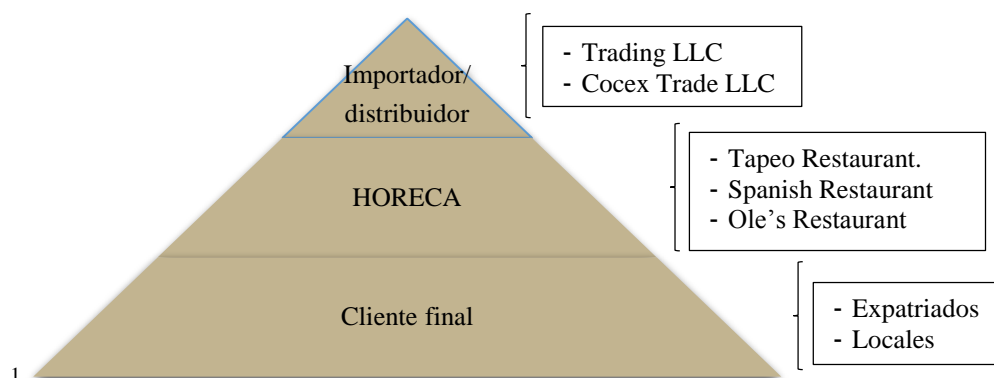 Importador/
distribuidor
- Trading LLC
- Cocex Trade LLC
HORECA
- Tapeo Restaurant.
- Spanish Restaurant
- Ole’s Restaurant
Cliente final
- Expatriados
- Locales
1